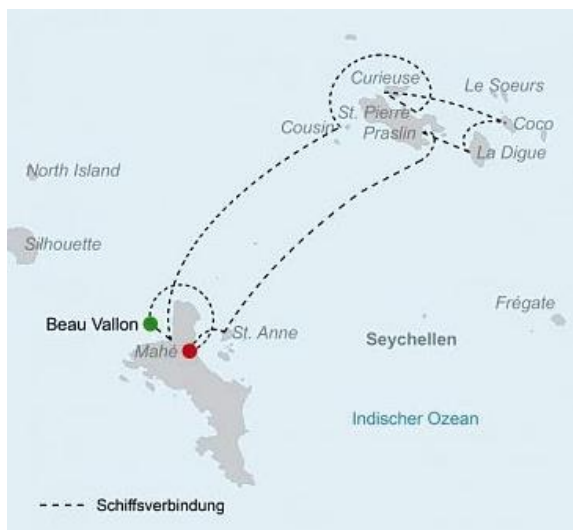 Curieuse
Le Soeurs
St. Pierre
Cousin
Praslin
Coco
La Digue
North Island
Silhouette
Frégate
Beau Vallon
St. Anne
Mahé
Seychellen
Indischer Ozean
Schiffsverbindung